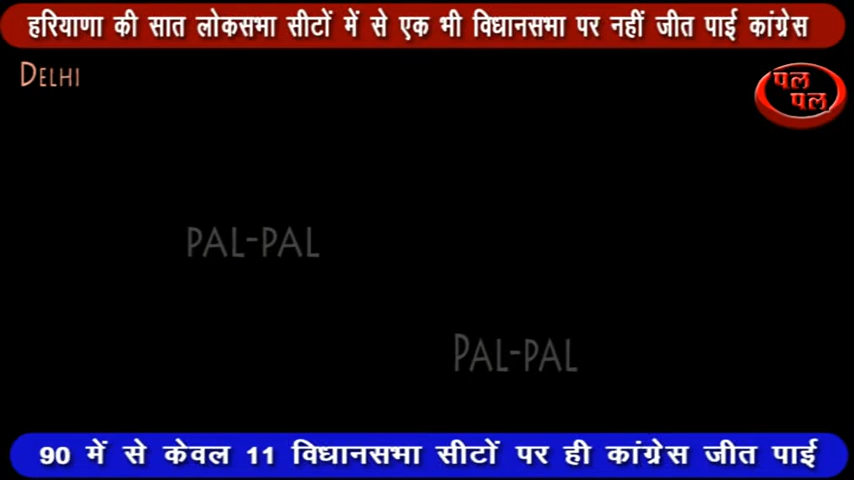 हरियाणा की सात लोकसभा सीटों में से एक भी विधानसभा पर नहीं जीत पाई कांग्रेस
DELHI
पल
पल
PAL-PAL
PAL-PAL
90 में से केवल 11 विधानसभा सीटों पर ही कांग्रेस जीत पाई